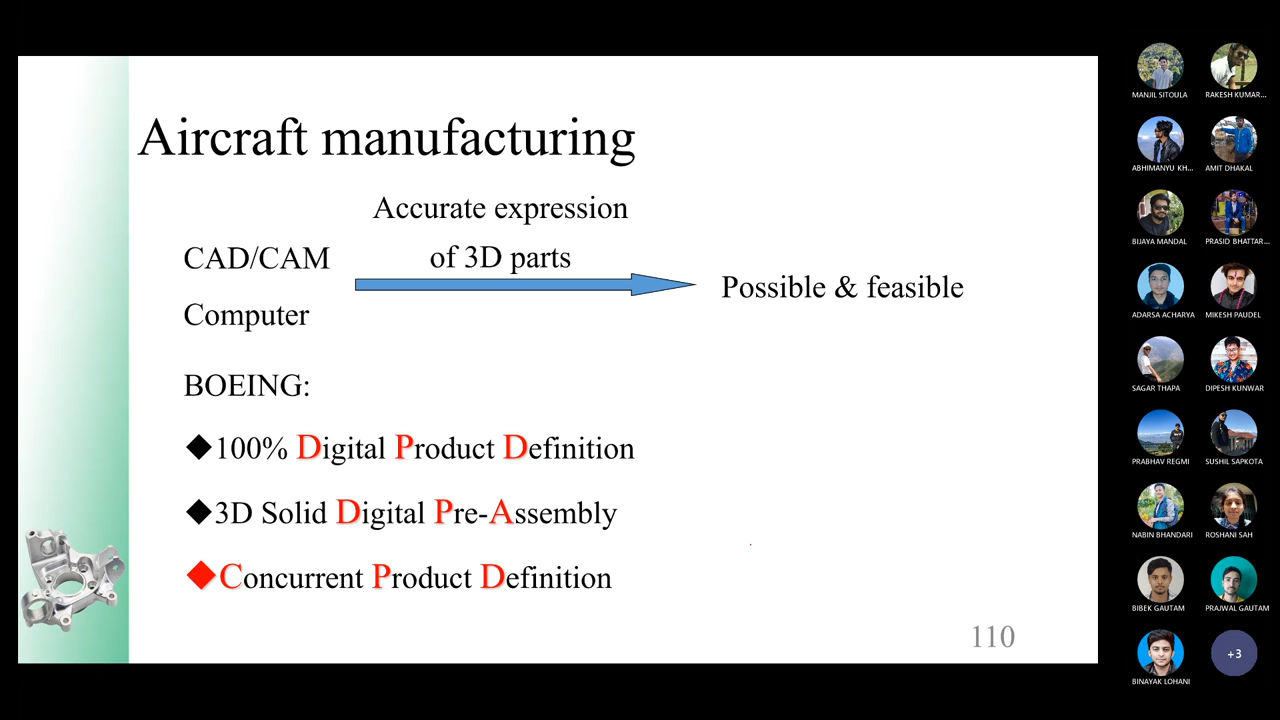 Aircraft manufacturing
Accurate expression
of 3D parts
CAD/CAM
Computer
Possible & feasible
BOEING:
◆100% Digital Product Definition
◆3D Solid Digital Pre-Assembly
◆Concurrent Product Definition
110
MANJIL SITOULA
RAKESH KUMAR...
ABHIMANYU KH...
AMIT DHAKAL
BIJAYA MANDAL
PRASID BHATTAR...
ADARSA ACHARYA
MIKESH PAUDEL
SAGAR THAPA
DIPESH KUNWAR
PRABHAV REGMI
SUSHIL SAPKOTA
NABIN BHANDARI
ROSHANI SAH
BIBEK GAUTAM
PRAJWAL GAUTAM
BINAYAK LOHANI
+3